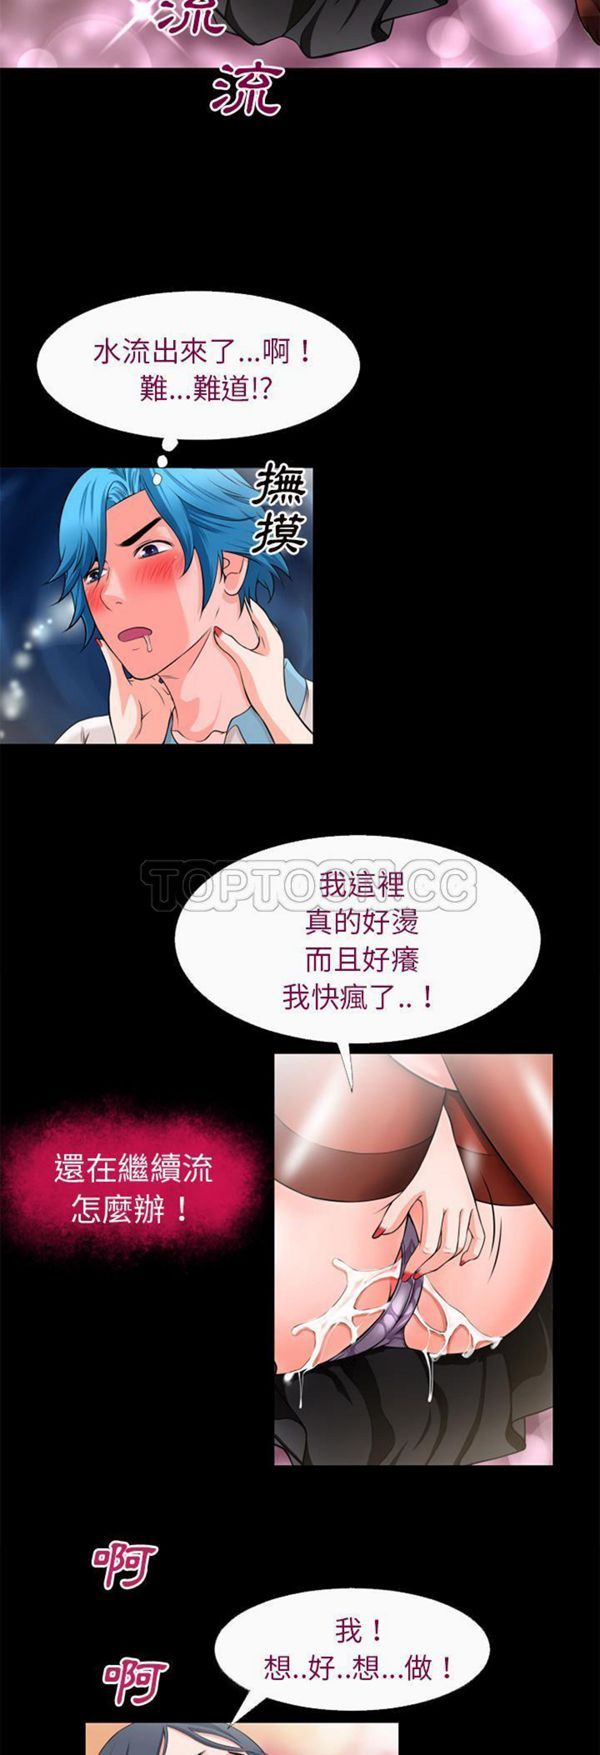 流
流
水流出來了...啊！
難...難道!?
撫
摸
TOPTOON.CC
我這裡
真的好燙
而且好癢
我快瘋了..！
還在繼續流
怎麼辦！
啊
我！
想..好..想...做！
啊